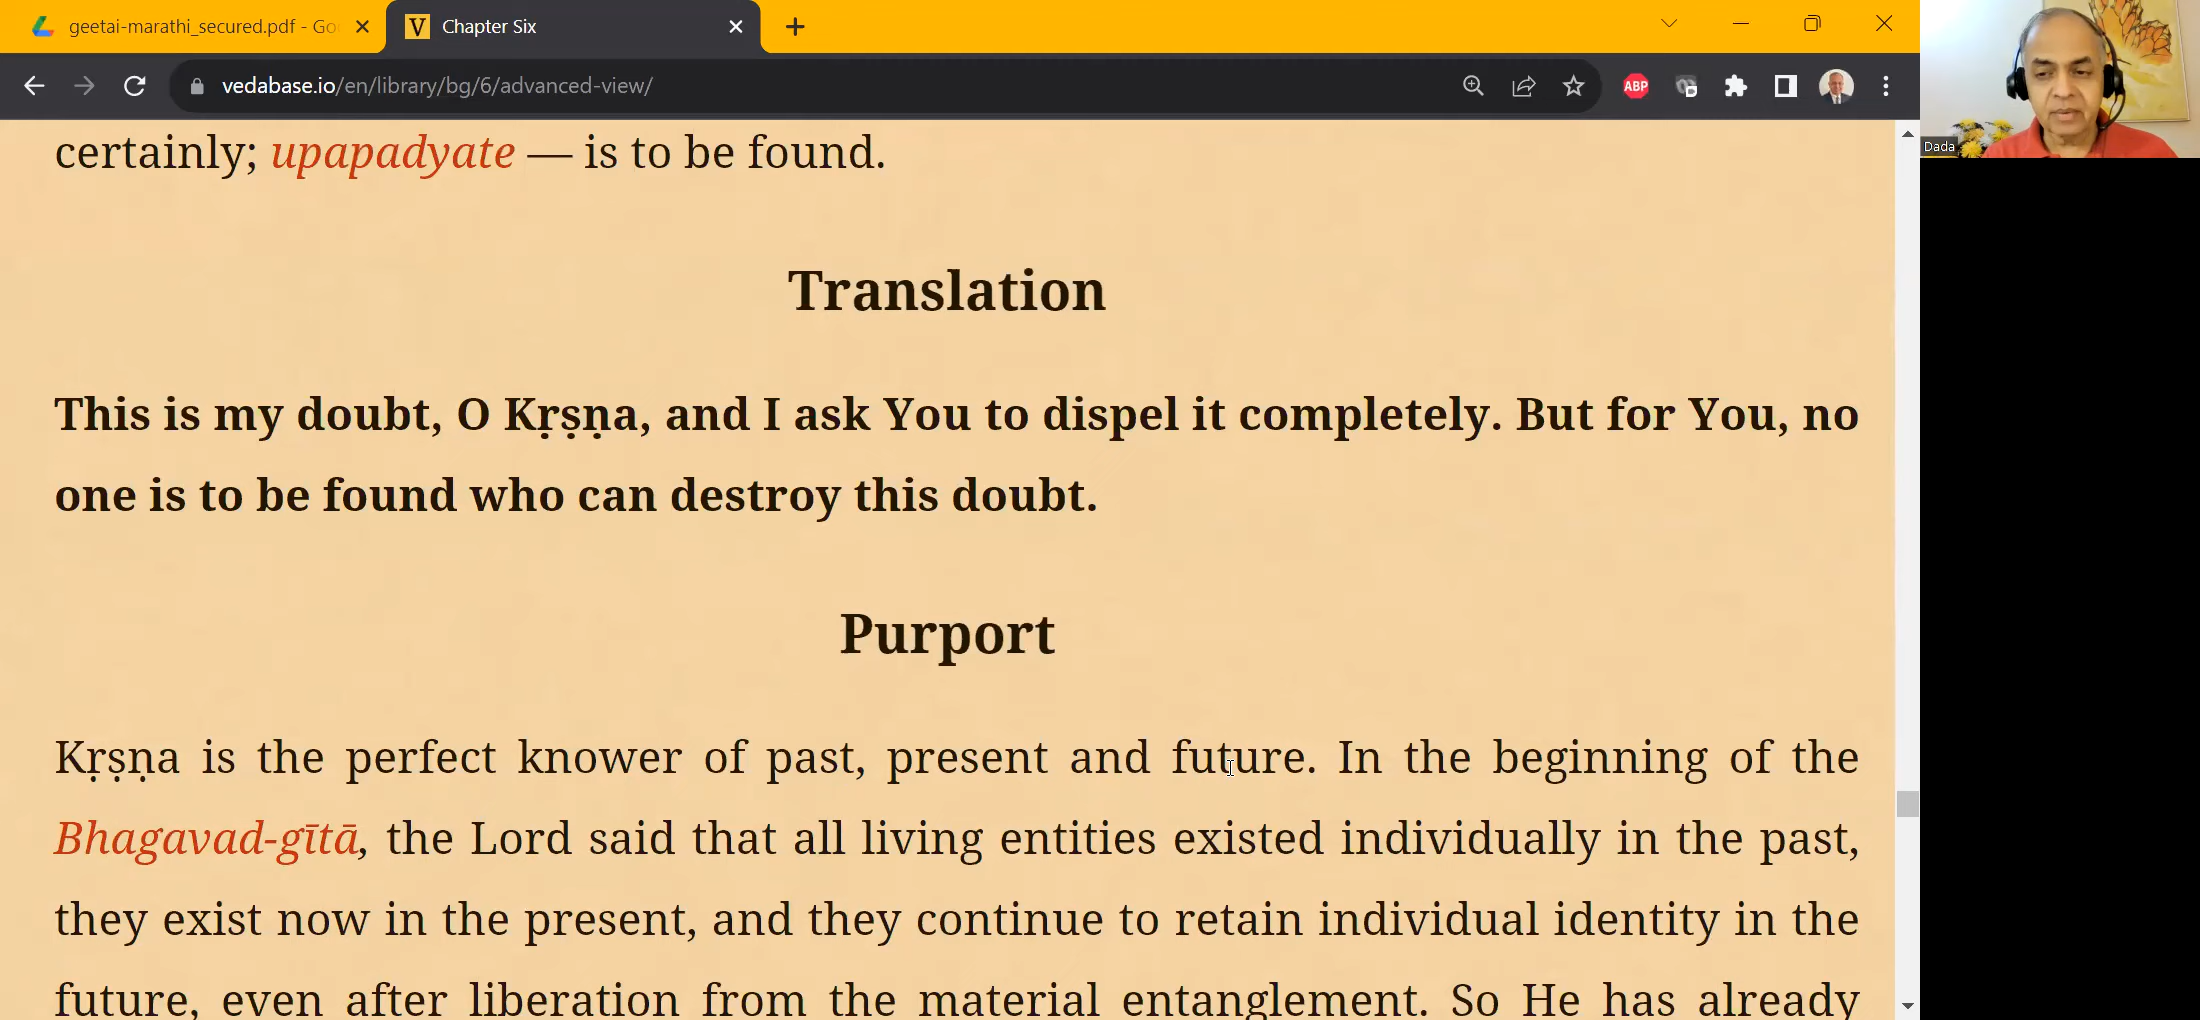 geetai-marathi_secured.pdf - Go
Chapter Six
vedabase.io/en/library/bg/6/advanced-view/
ABP
Dada
certainly; upapadyate — is to be found.
Translation
This is my doubt, O Kṛṣṇa, and I ask You to dispel it completely. But for You, no
one is to be found who can destroy this doubt.
Purport
Kṛṣṇa is the perfect knower of past, present and future. In the beginning of the
Bhagavad-gītā, the Lord said that all living entities existed individually in the past,
they exist now in the present, and they continue to retain individual identity in the
future, even after liberation from the material entanglement. So He has already